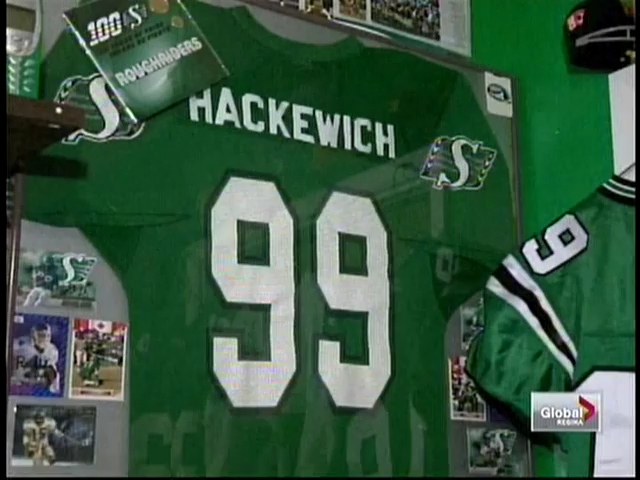 100
S
ROUGHRIDERS
HACKEWICH
S
S
99
9
S
Global
REGINA